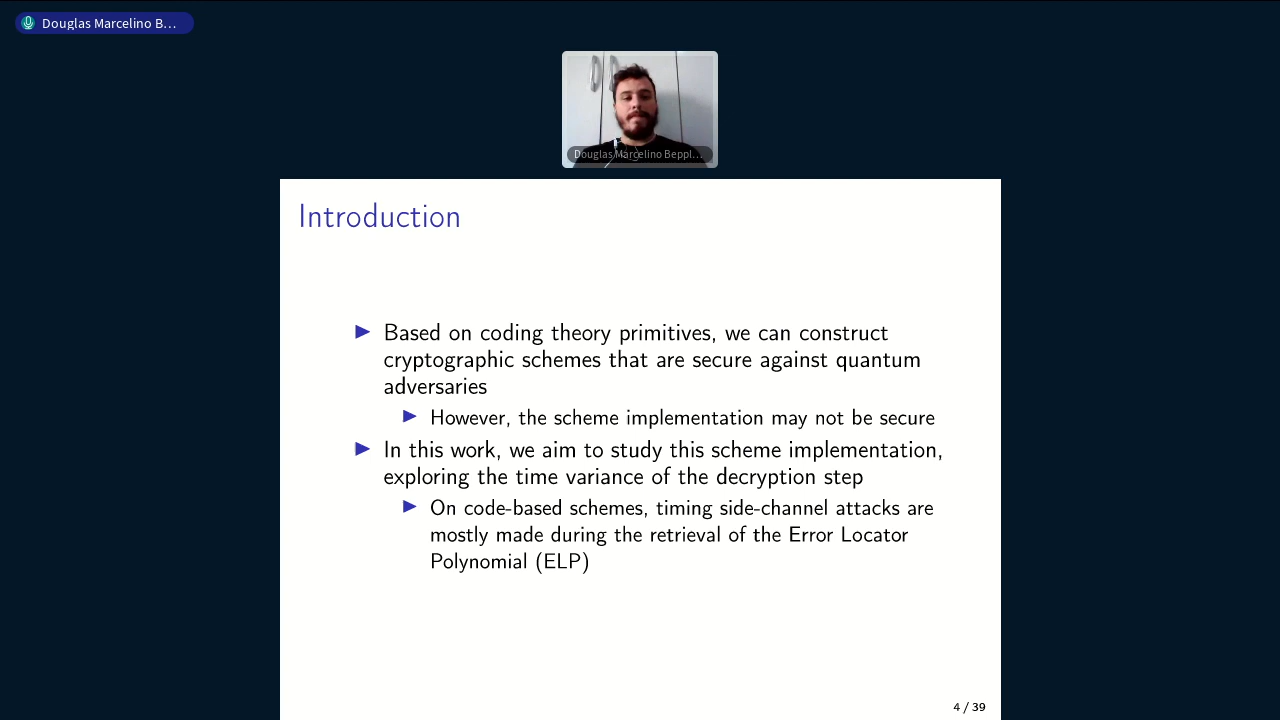 Douglas Marcelino B...
Douglas Marcelino Beppl...
Introduction
Based on coding theory primitives, we can construct
cryptographic schemes that are secure against quantum
adversaries
However, the scheme implementation may not be secure
In this work, we aim to study this scheme implementation,
exploring the time variance of the decryption step
On code-based schemes, timing side-channel attacks are
mostly made during the retrieval of the Error Locator
Polynomial (ELP)
4 / 39